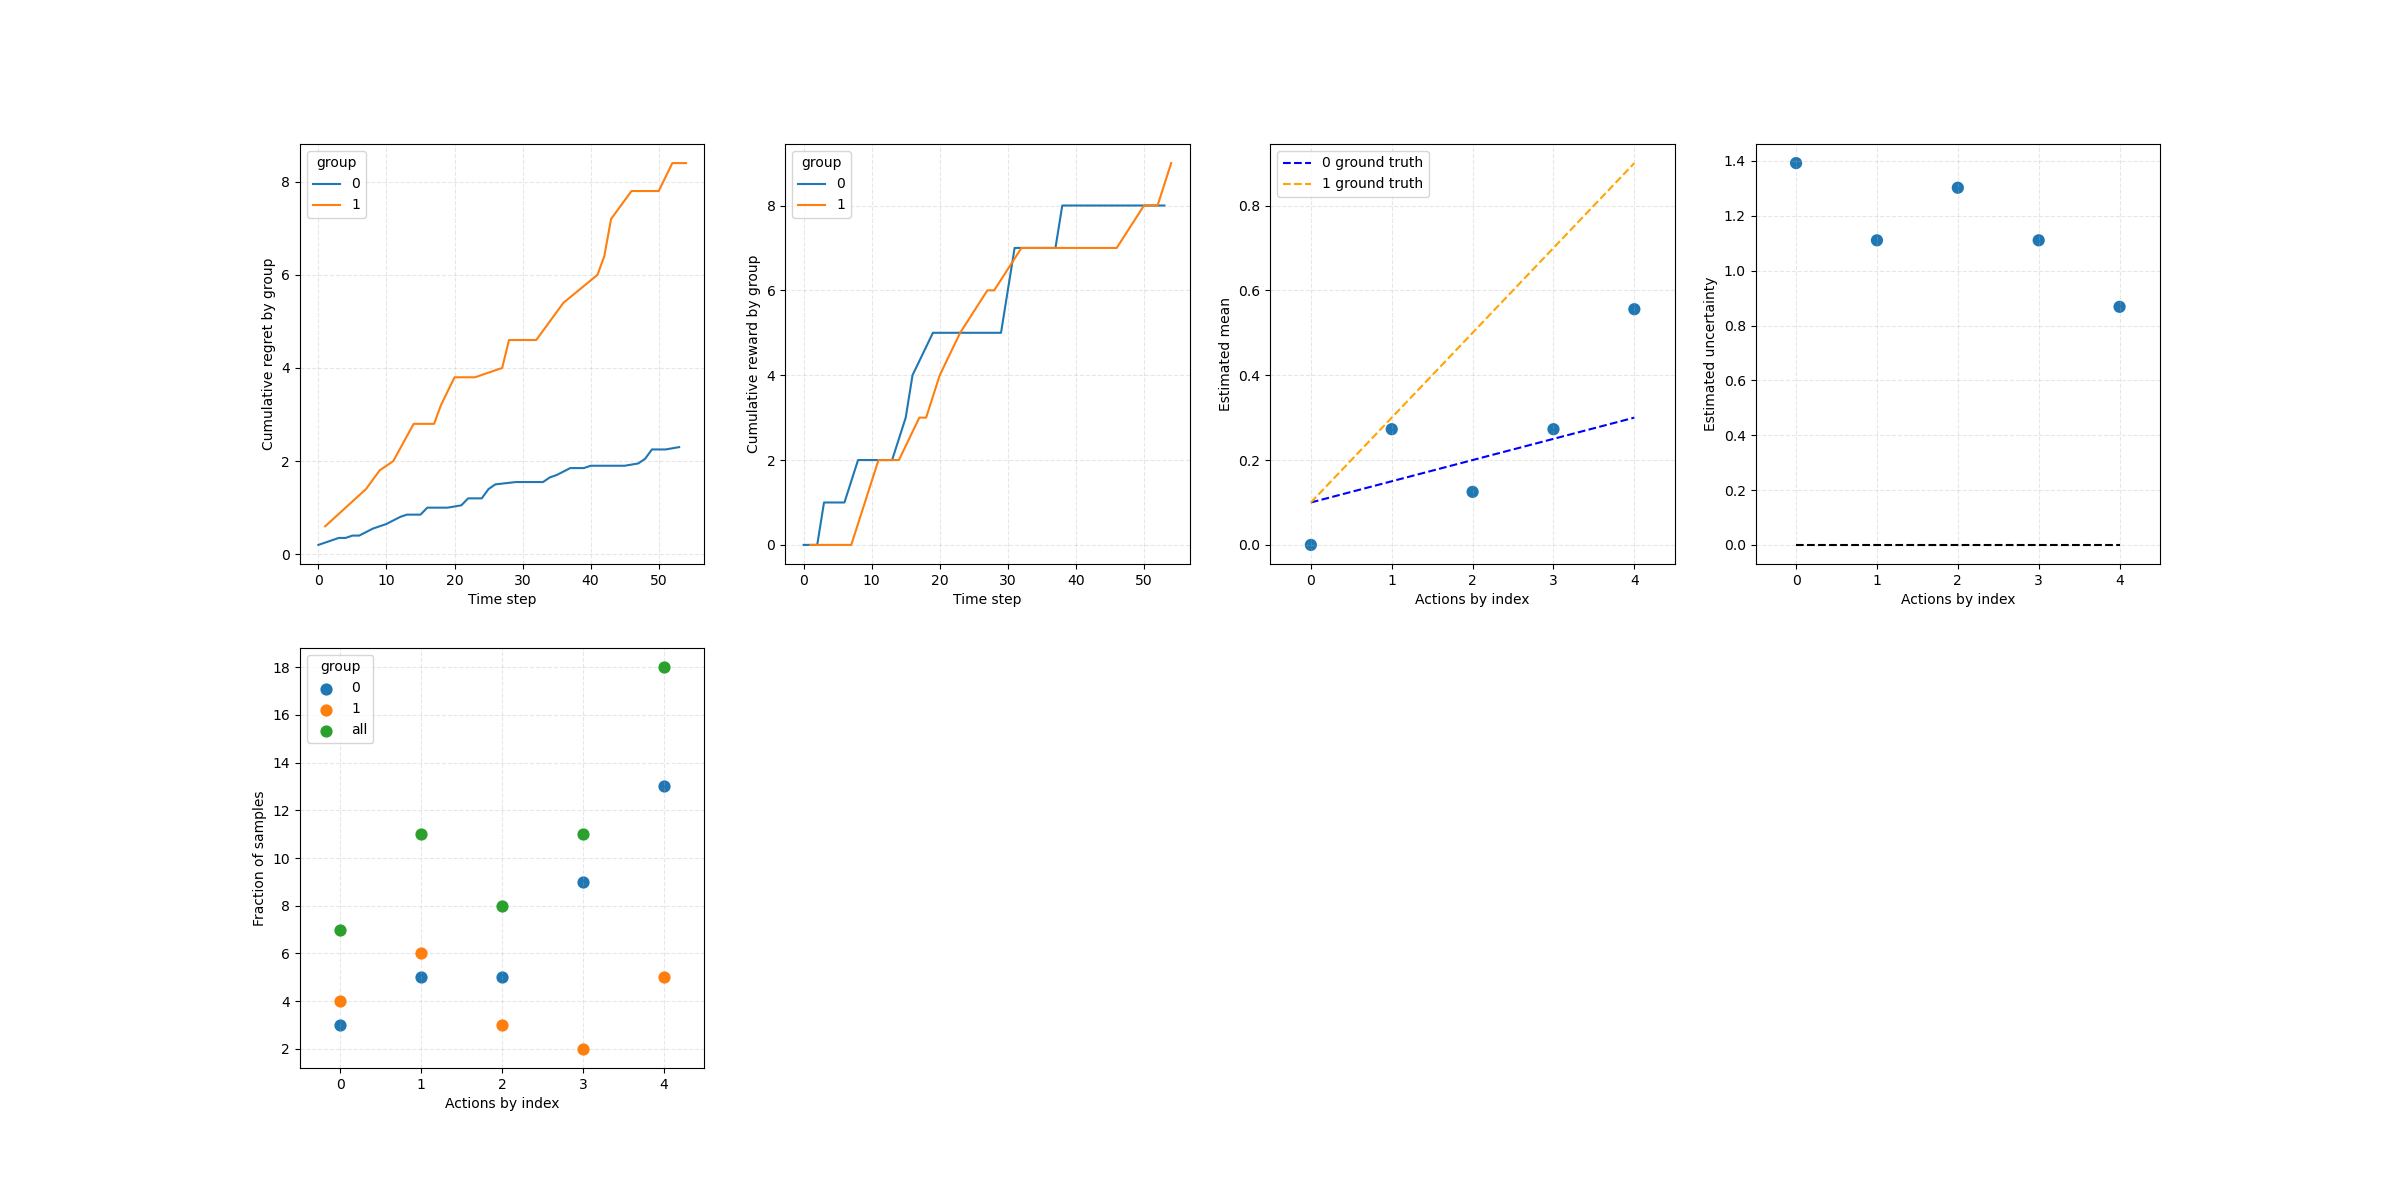 group
0
1
8
6
4
2
0
Cumulative regret by group
0 10 20 30 40 50
Time step
group
0
1
8
6
4
2
0
Cumulative reward by group
0 10 20 30 40 50
Time step
0 ground truth
1 ground truth
0.8
0.6
0.4
0.2
0.0
Estimated mean
0 1 2 3 4
Actions by index
1.4
1.2
1.0
0.8
0.6
0.4
0.2
0.0
Estimated uncertainty
0 1 2 3 4
Actions by index
group
0
1
all
18
16
14
12
10
8
6
4
2
Fraction of samples
0 1 2 3 4
Actions by index